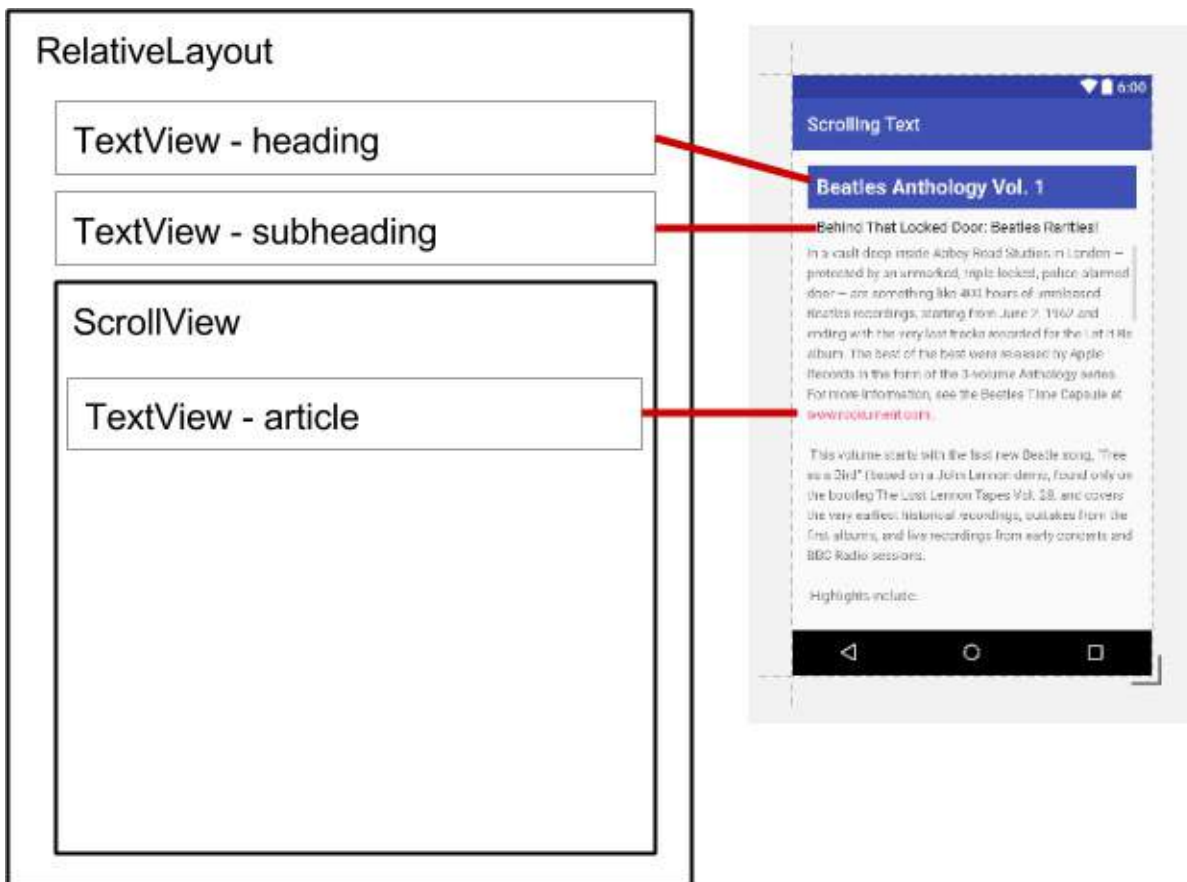 RelativeLayout
TextView - heading
TextView - subheading
ScrollView
TextView - article
6:00
Scrolling Text
Beatles Anthology Vol. 1
Behind That Locked Door: Beatles Rarities!
In a vault deep inside Abbey Road Studios in London —
protected by an unmarked, triple-locked, police-alarmed
door — are something like 400 hours of unreleased
Beatles recordings, starting from June 2, 1962 and
ending with the very last tracks recorded for the Let It Be
album. The best of the best were released by Apple
Records in the form of the 3-volume Anthology series.
For more information, see the Beatles Time Capsule at
www.rockument.com.
This volume starts with the first new Beatle song, "Free
as a Bird" (based on a John Lennon demo, found only on
the bootleg The Lost Lennon Tapes Vol. 28, and covers
the very earliest historical recordings, outtakes from the
first albums, and live recordings from early concerts and
BBC Radio sessions.
Highlights include: